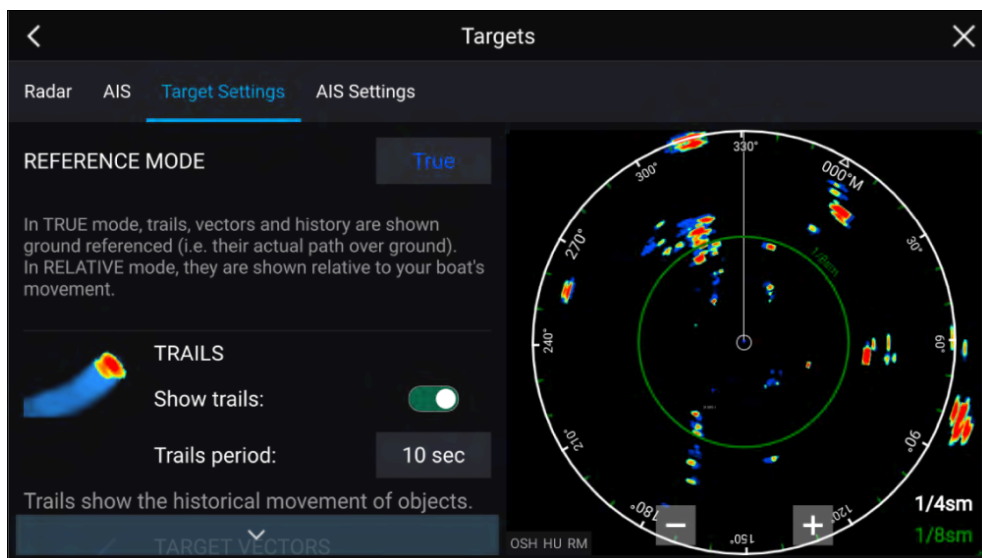 Targets
Radar
AIS
Target Settings
AIS Settings
REFERENCE MODE
True
In TRUE mode, trails, vectors and history are shown
ground referenced (i.e. their actual path over ground).
In RELATIVE mode, they are shown relative to your boat's
movement.
TRAILS
Show trails:
Trails period:
10 sec
Trails show the historical movement of objects.
TARGET VECTORS
330°
000°M
30°
60°
90°
120°
150°
180°
210°
240°
270°
300°
1/8sm
1/4sm
1/8sm
OSH HU RM